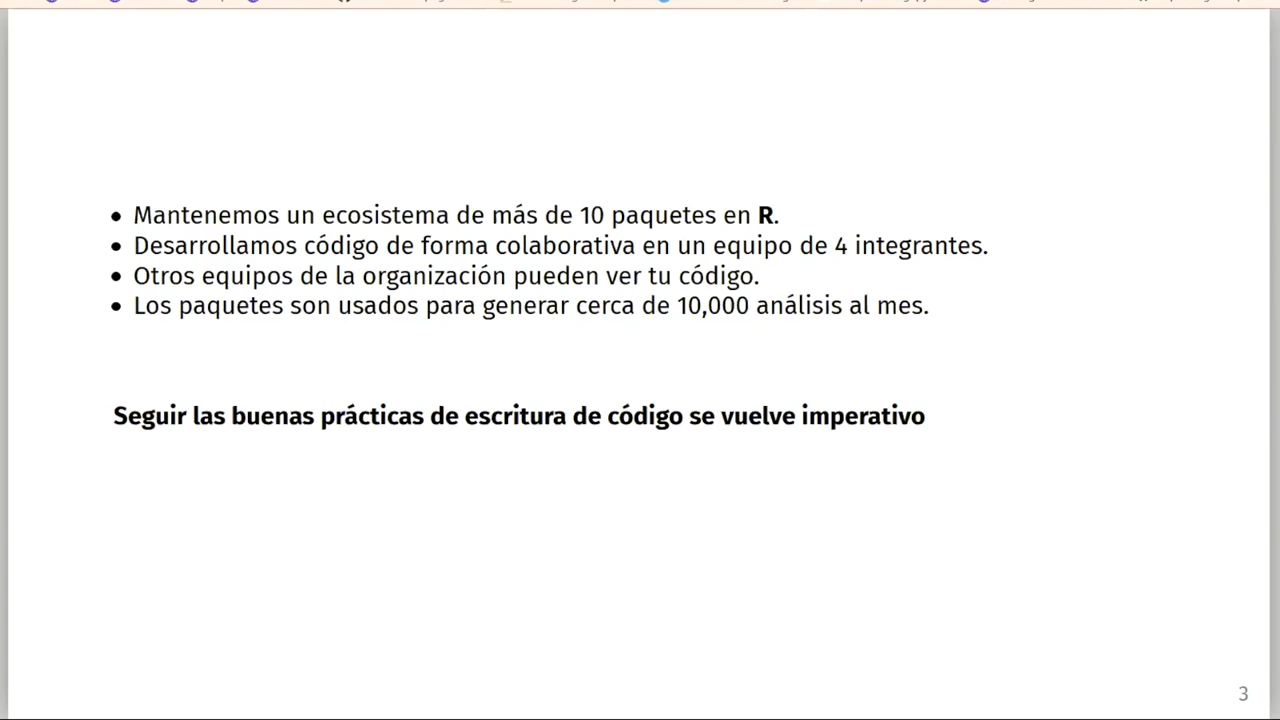 • Mantenemos un ecosistema de más de 10 paquetes en R.
• Desarrollamos código de forma colaborativa en un equipo de 4 integrantes.
• Otros equipos de la organización pueden ver tu código.
• Los paquetes son usados para generar cerca de 10,000 análisis al mes.
Seguir las buenas prácticas de escritura de código se vuelve imperativo
3